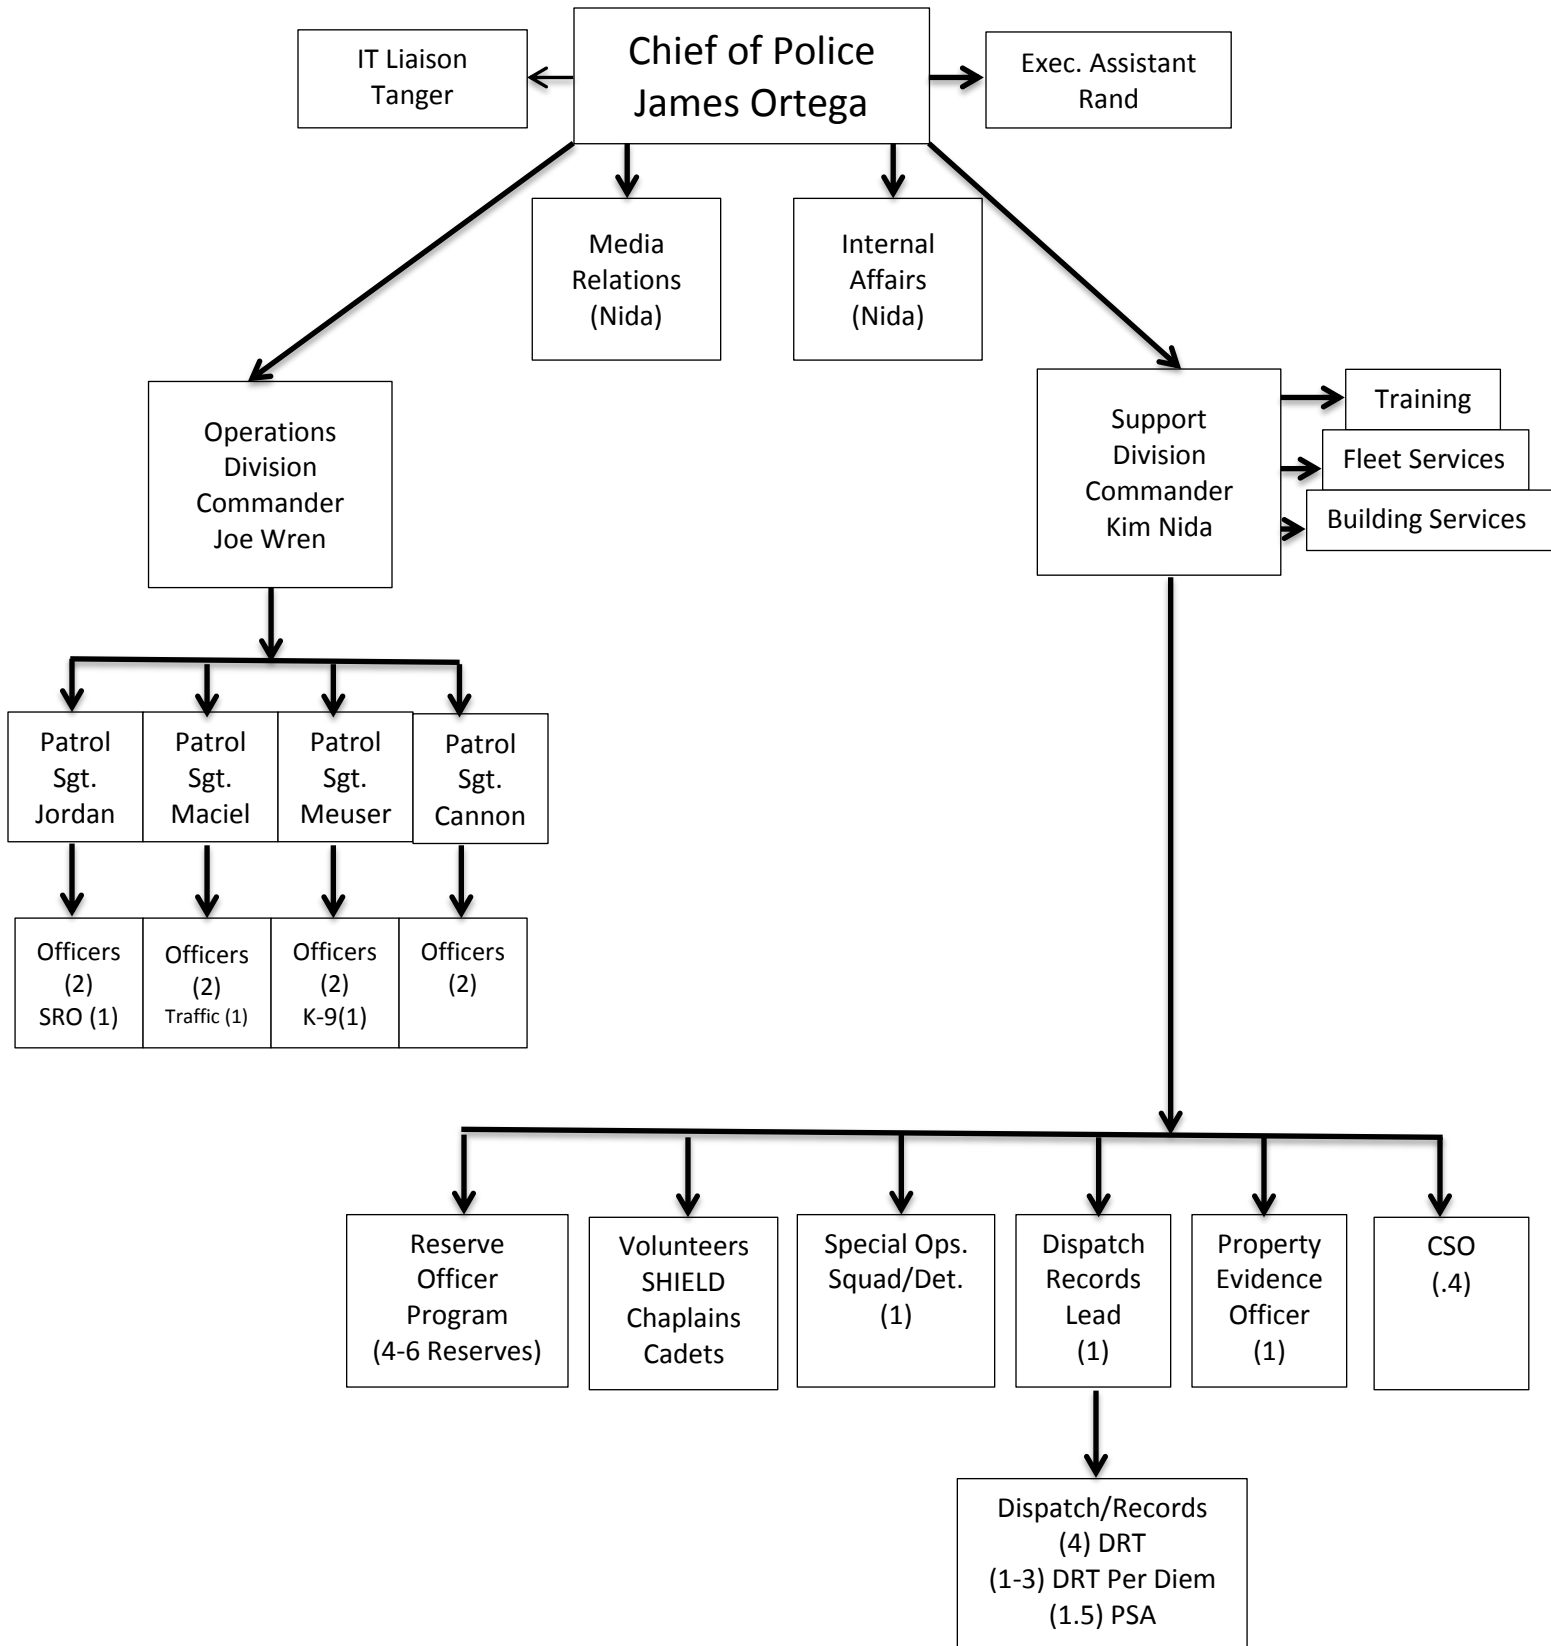 IT Liaison
Tanger
Chief of Police
James Ortega
Exec. Assistant
Rand
Media
Relations
(Nida)
Internal
Affairs
(Nida)
Operations
Division
Commander
Joe Wren
Support
Division
Commander
Kim Nida
Training
Fleet Services
Building Services
Patrol
Sgt.
Jordan
Patrol
Sgt.
Maciel
Patrol
Sgt.
Meuser
Patrol
Sgt.
Cannon
Officers
(2)
SRO (1)
Officers
(2)
Traffic (1)
Officers
(2)
K-9(1)
Officers
(2)
Reserve
Officer
Program
(4-6 Reserves)
Volunteers
SHIELD
Chaplains
Cadets
Special Ops.
Squad/Det.
(1)
Dispatch
Records
Lead
(1)
Property
Evidence
Officer
(1)
CSO
(.4)
Dispatch/Records
(4) DRT
(1-3) DRT Per Diem
(1.5) PSA